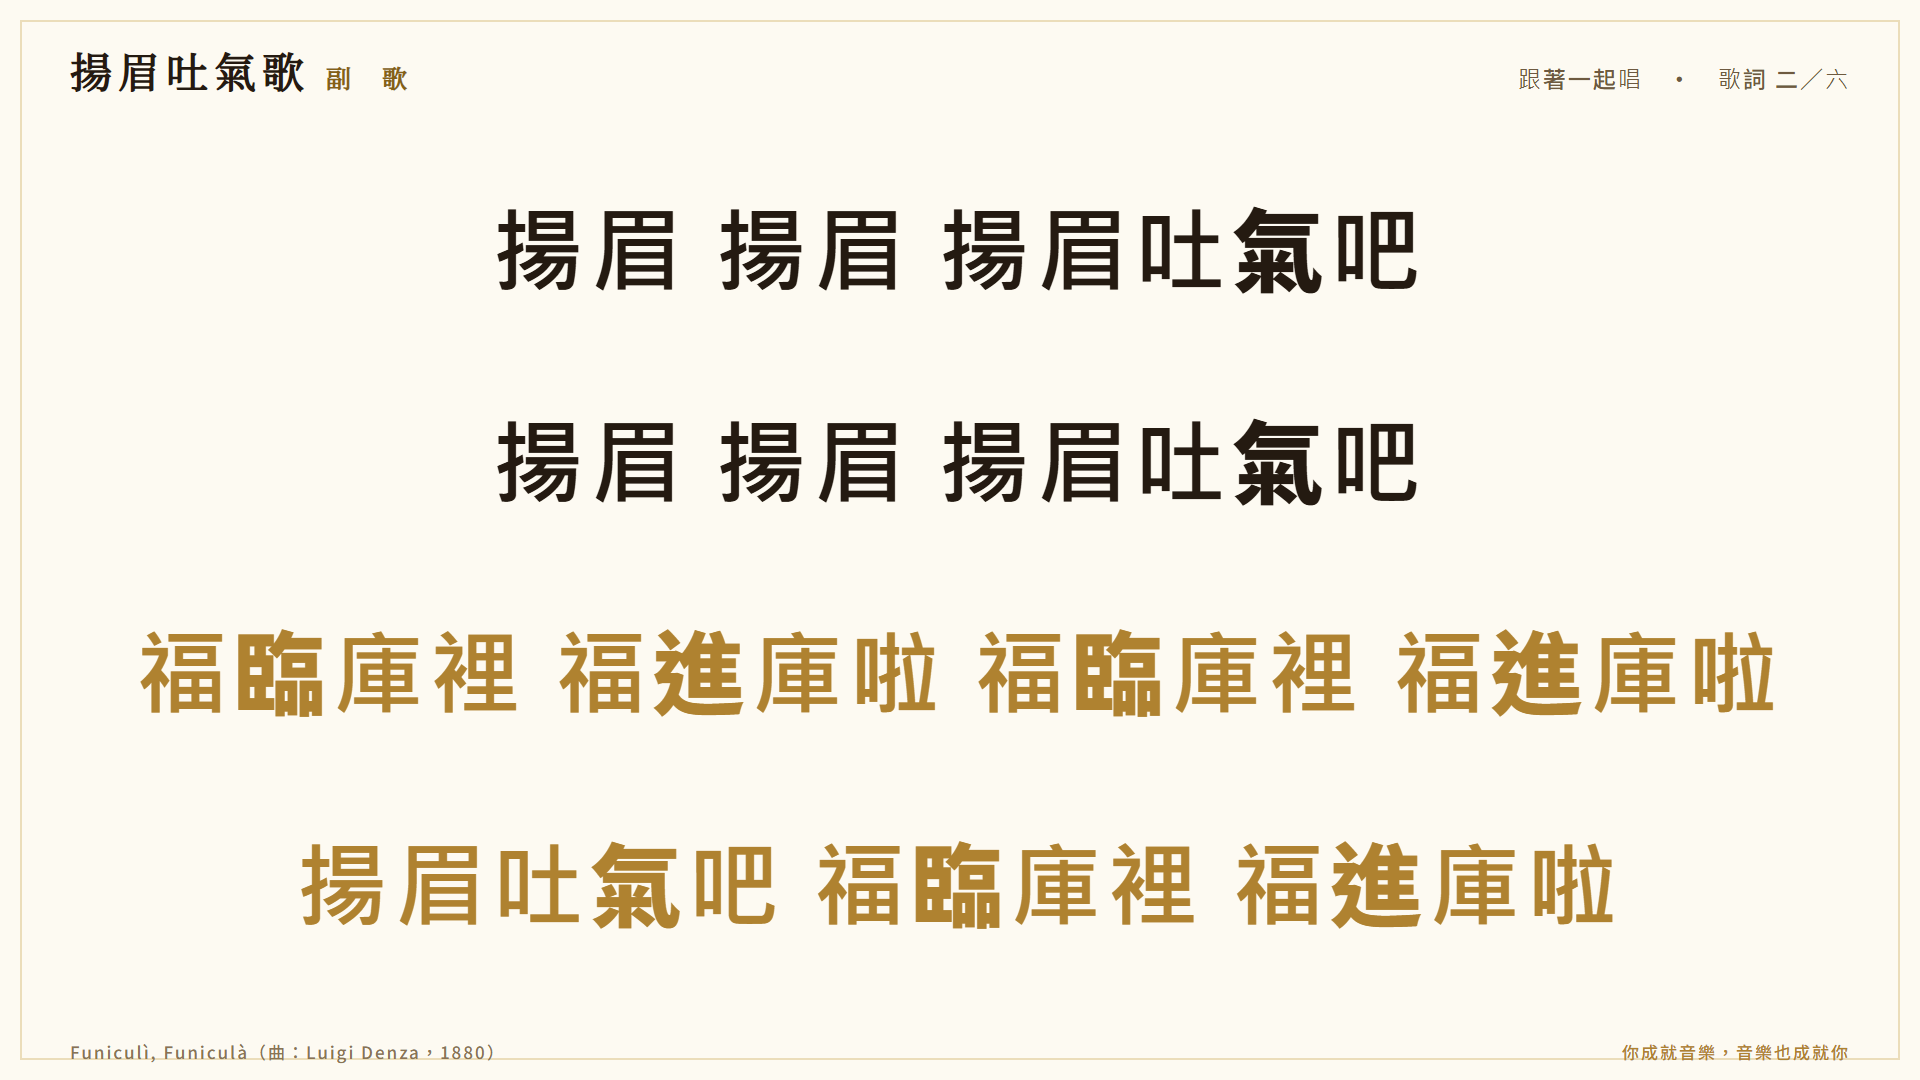 揚眉吐氣歌 副 歌
跟著一起唱 • 歌詞 二／六
揚眉 揚眉 揚眉吐氣吧
揚眉 揚眉 揚眉吐氣吧
福臨庫裡 福進庫啦 福臨庫裡 福進庫啦
揚眉吐氣吧 福臨庫裡 福進庫啦
Funiculì, Funiculà（曲：Luigi Denza，1880）
你成就音樂，音樂也成就你